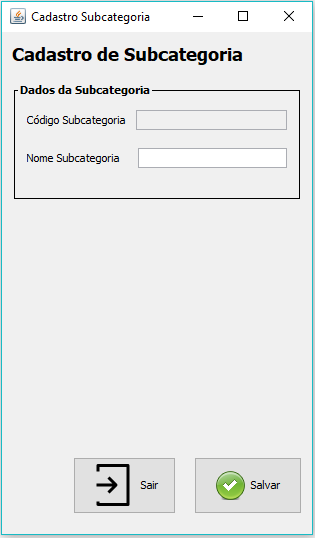 Cadastro Subcategoria
Cadastro de Subcategoria
Dados da Subcategoria
Código Subcategoria
Nome Subcategoria
Sair
Salvar